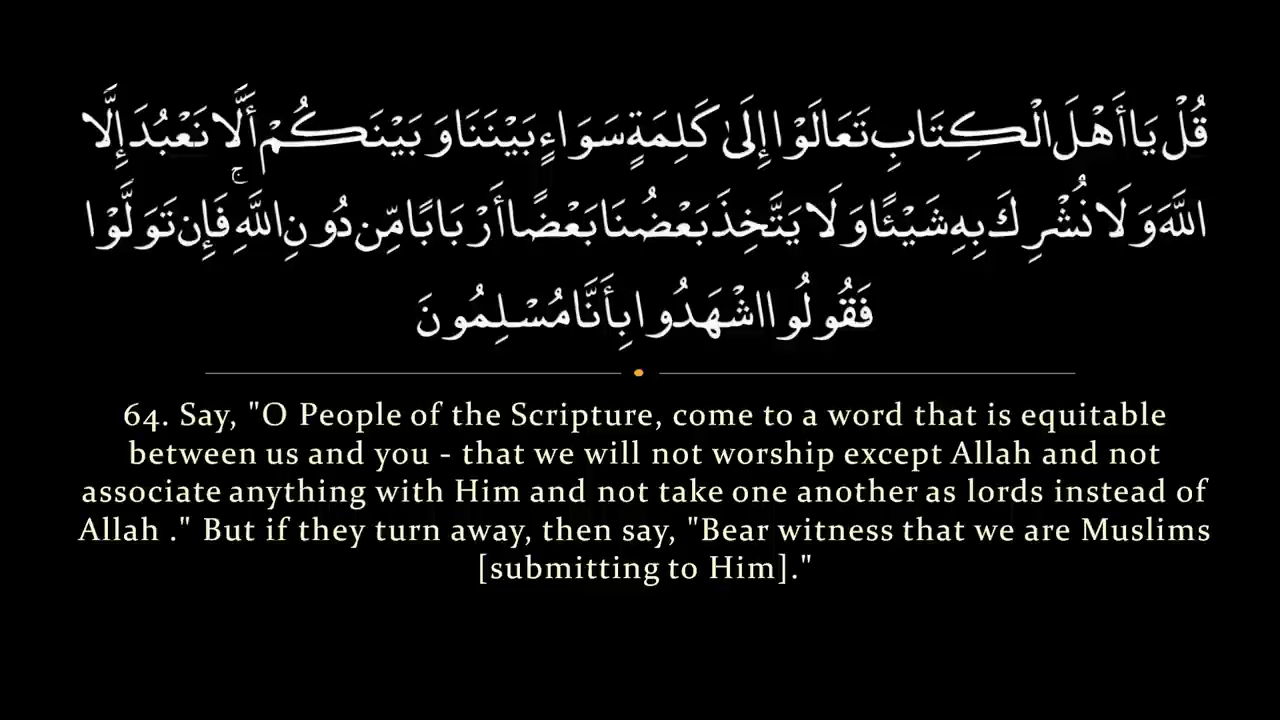 قُلْ يَا أَهْلَ الْكِتَابِ تَعَالَوْا إِلَىٰ كَلِمَةٍ سَوَاءٍ بَيْنَنَا وَبَيْنَكُمْ أَلَّا نَعْبُدَ إِلَّا
اللَّهَ وَلَا نُشْرِكَ بِهِ شَيْئًا وَلَا يَتَّخِذَ بَعْضُنَا بَعْضًا أَرْبَابًا مِّن دُونِ اللَّهِ ۚ فَإِن تَوَلَّوْا
فَقُولُوا اشْهَدُوا بِأَنَّا مُسْلِمُونَ
64. Say, "O People of the Scripture, come to a word that is equitable
between us and you - that we will not worship except Allah and not
associate anything with Him and not take one another as lords instead of
Allah ." But if they turn away, then say, "Bear witness that we are Muslims
[submitting to Him]."